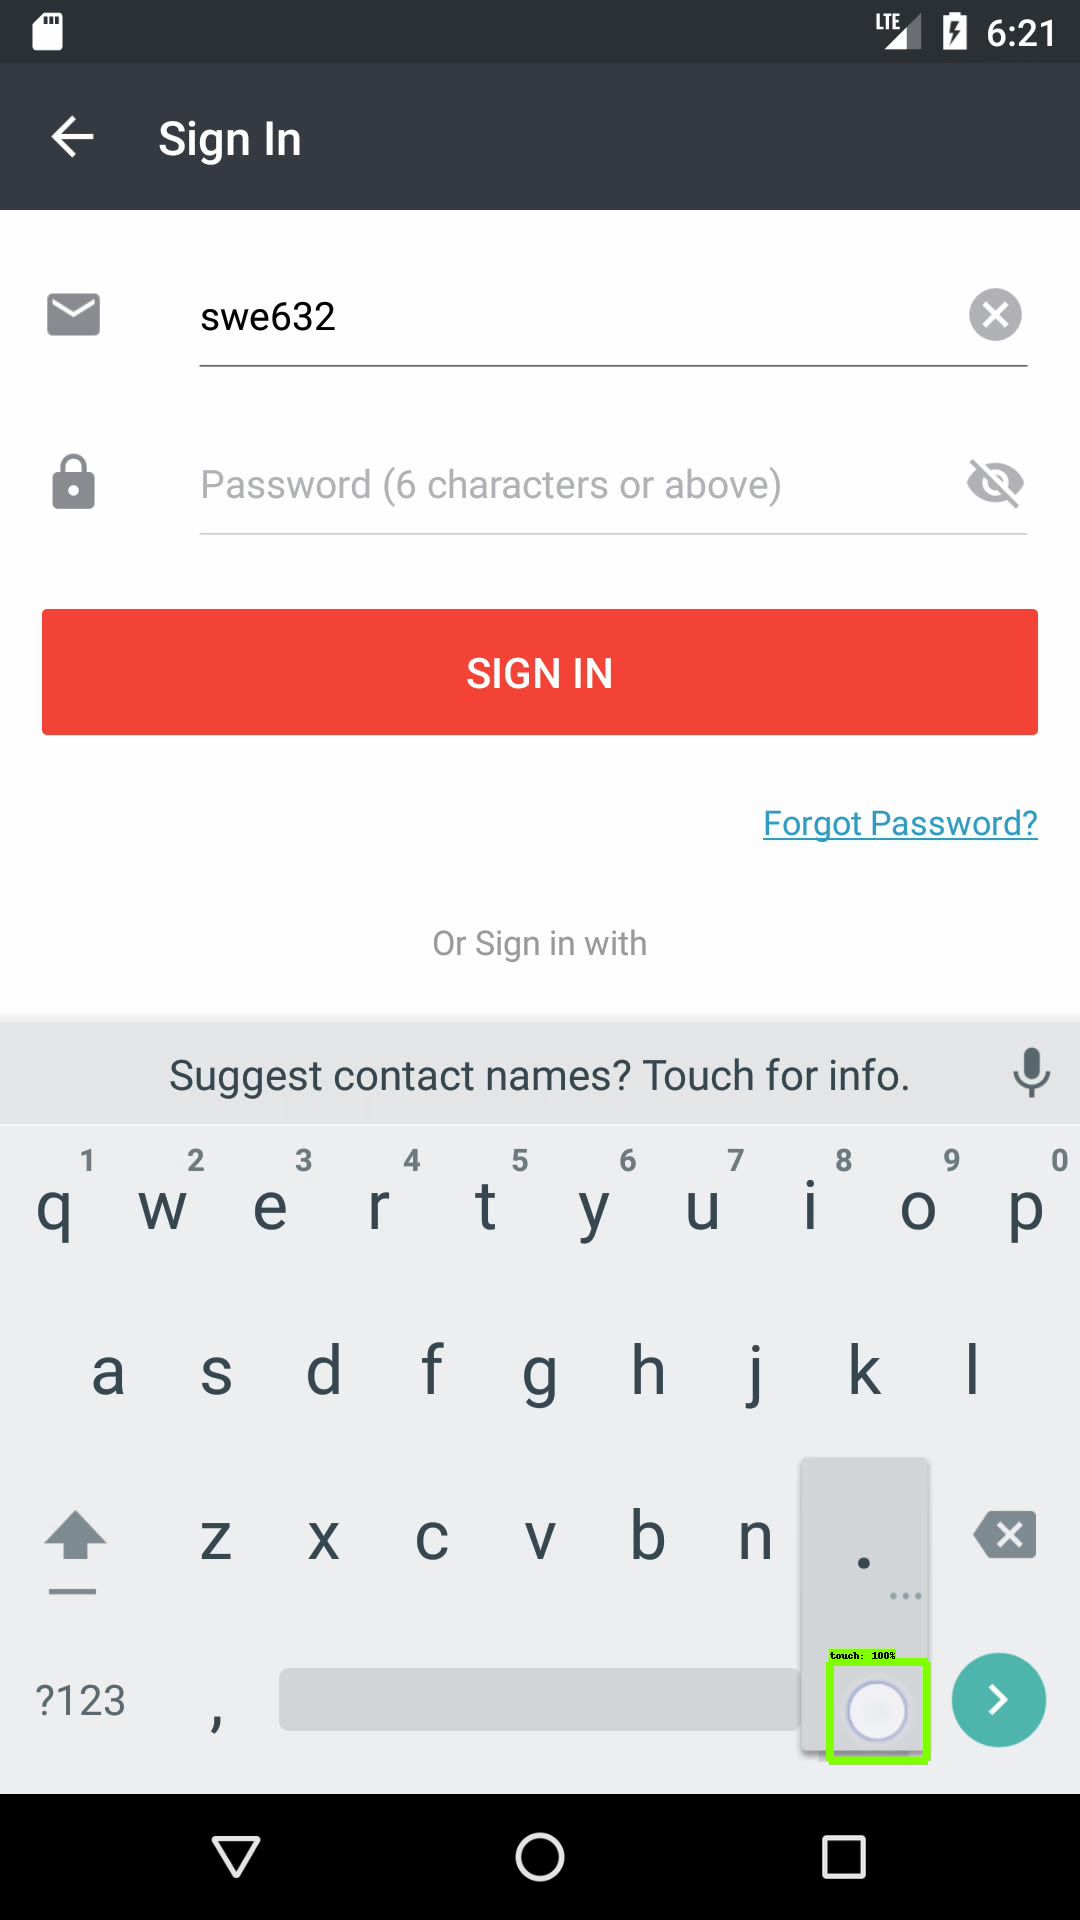 LTE 6:21
Sign In
swe632
Password (6 characters or above)
SIGN IN
Forgot Password?
Or Sign in with
Suggest contact names? Touch for info.
1 2 3 4 5 6 7 8 9 0
q w e r t y u i o p
a s d f g h j k l
z x c v b n .
touch: 100%
?123 ,